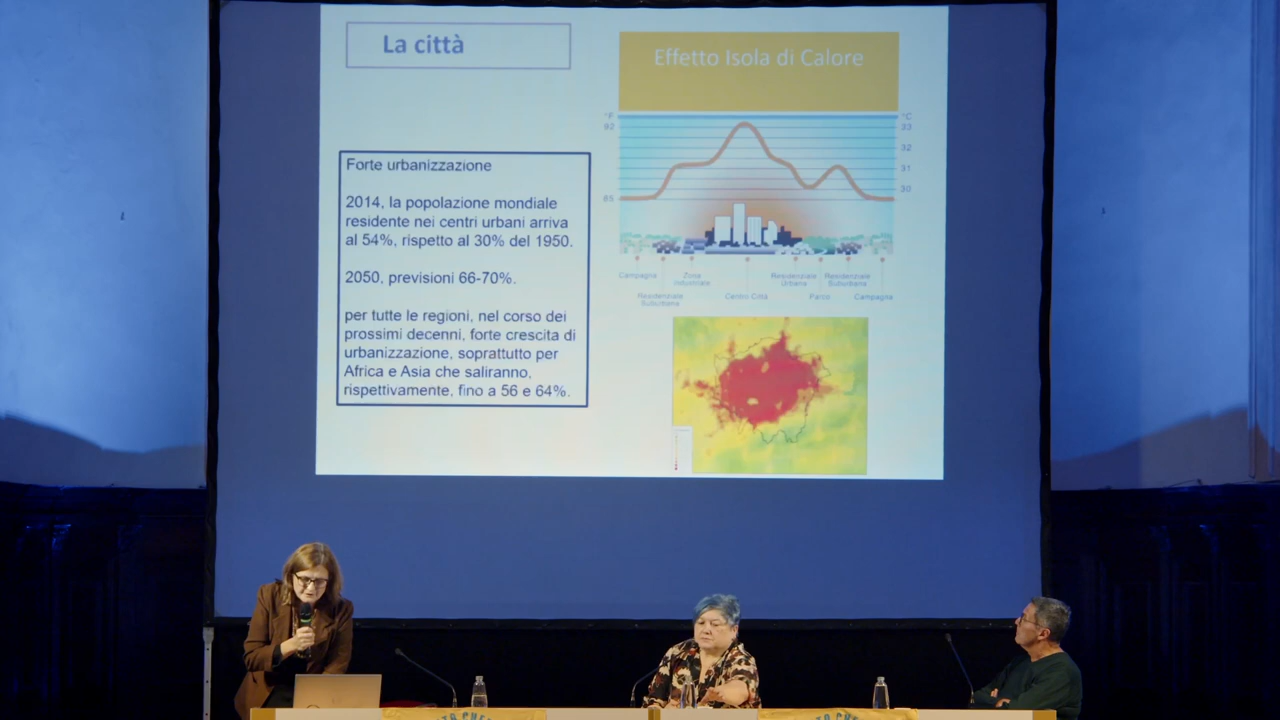 La città
Effetto Isola di Calore
Forte urbanizzazione
2014, la popolazione mondiale
residente nei centri urbani arriva
al 54%, rispetto al 30% del 1950.
2050, previsioni 66-70%.
per tutte le regioni, nel corso dei
prossimi decenni, forte crescita di
urbanizzazione, soprattutto per
Africa e Asia che saliranno,
rispettivamente, fino a 56 e 64%.
°F
°C
92
33
32
31
30
85
Campagna
Zona
Industriale
Residenziale
Urbana
Residenziale
Suburbana
Residenziale
Suburbana
Centro Città
Parco
Campagna